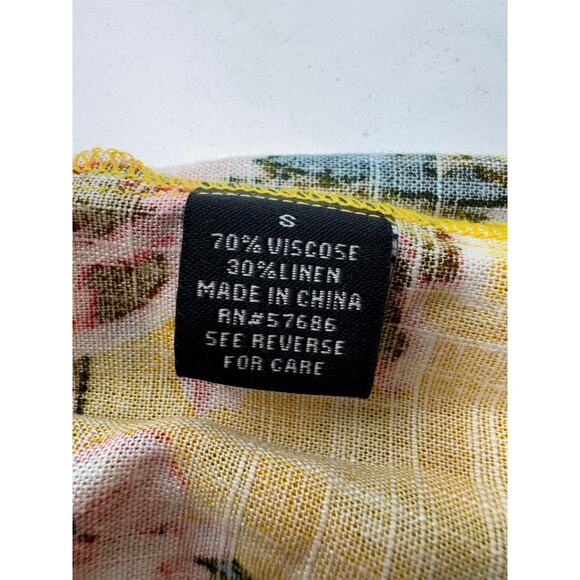 S
70% VISCOSE
30%LINEN
MADE IN CHINA
RN#57686
SEE REVERSE
FOR CARE